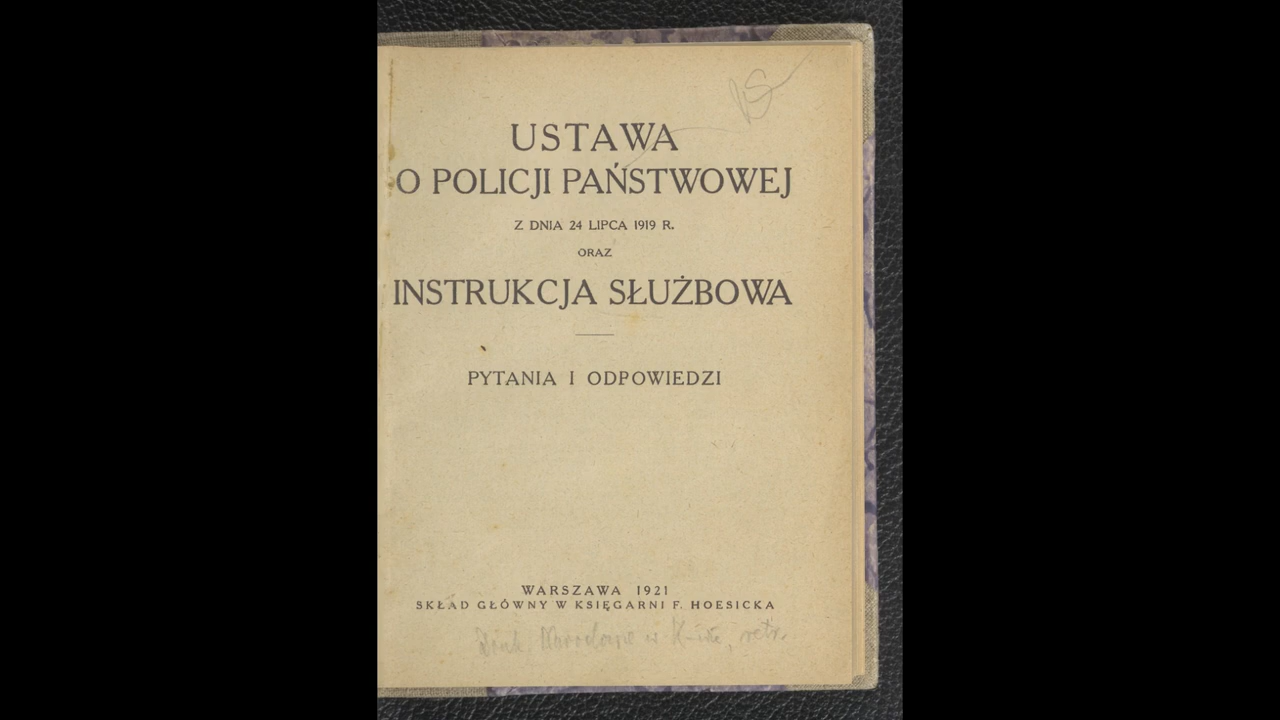 USTAWA
O POLICJI PAŃSTWOWEJ
Z DNIA 24 LIPCA 1919 R.
ORAZ
INSTRUKCJA SŁUŻBOWA
PYTANIA I ODPOWIEDZI
WARSZAWA 1921
SKŁAD GŁÓWNY W KSIĘGARNI F. HOESICKA